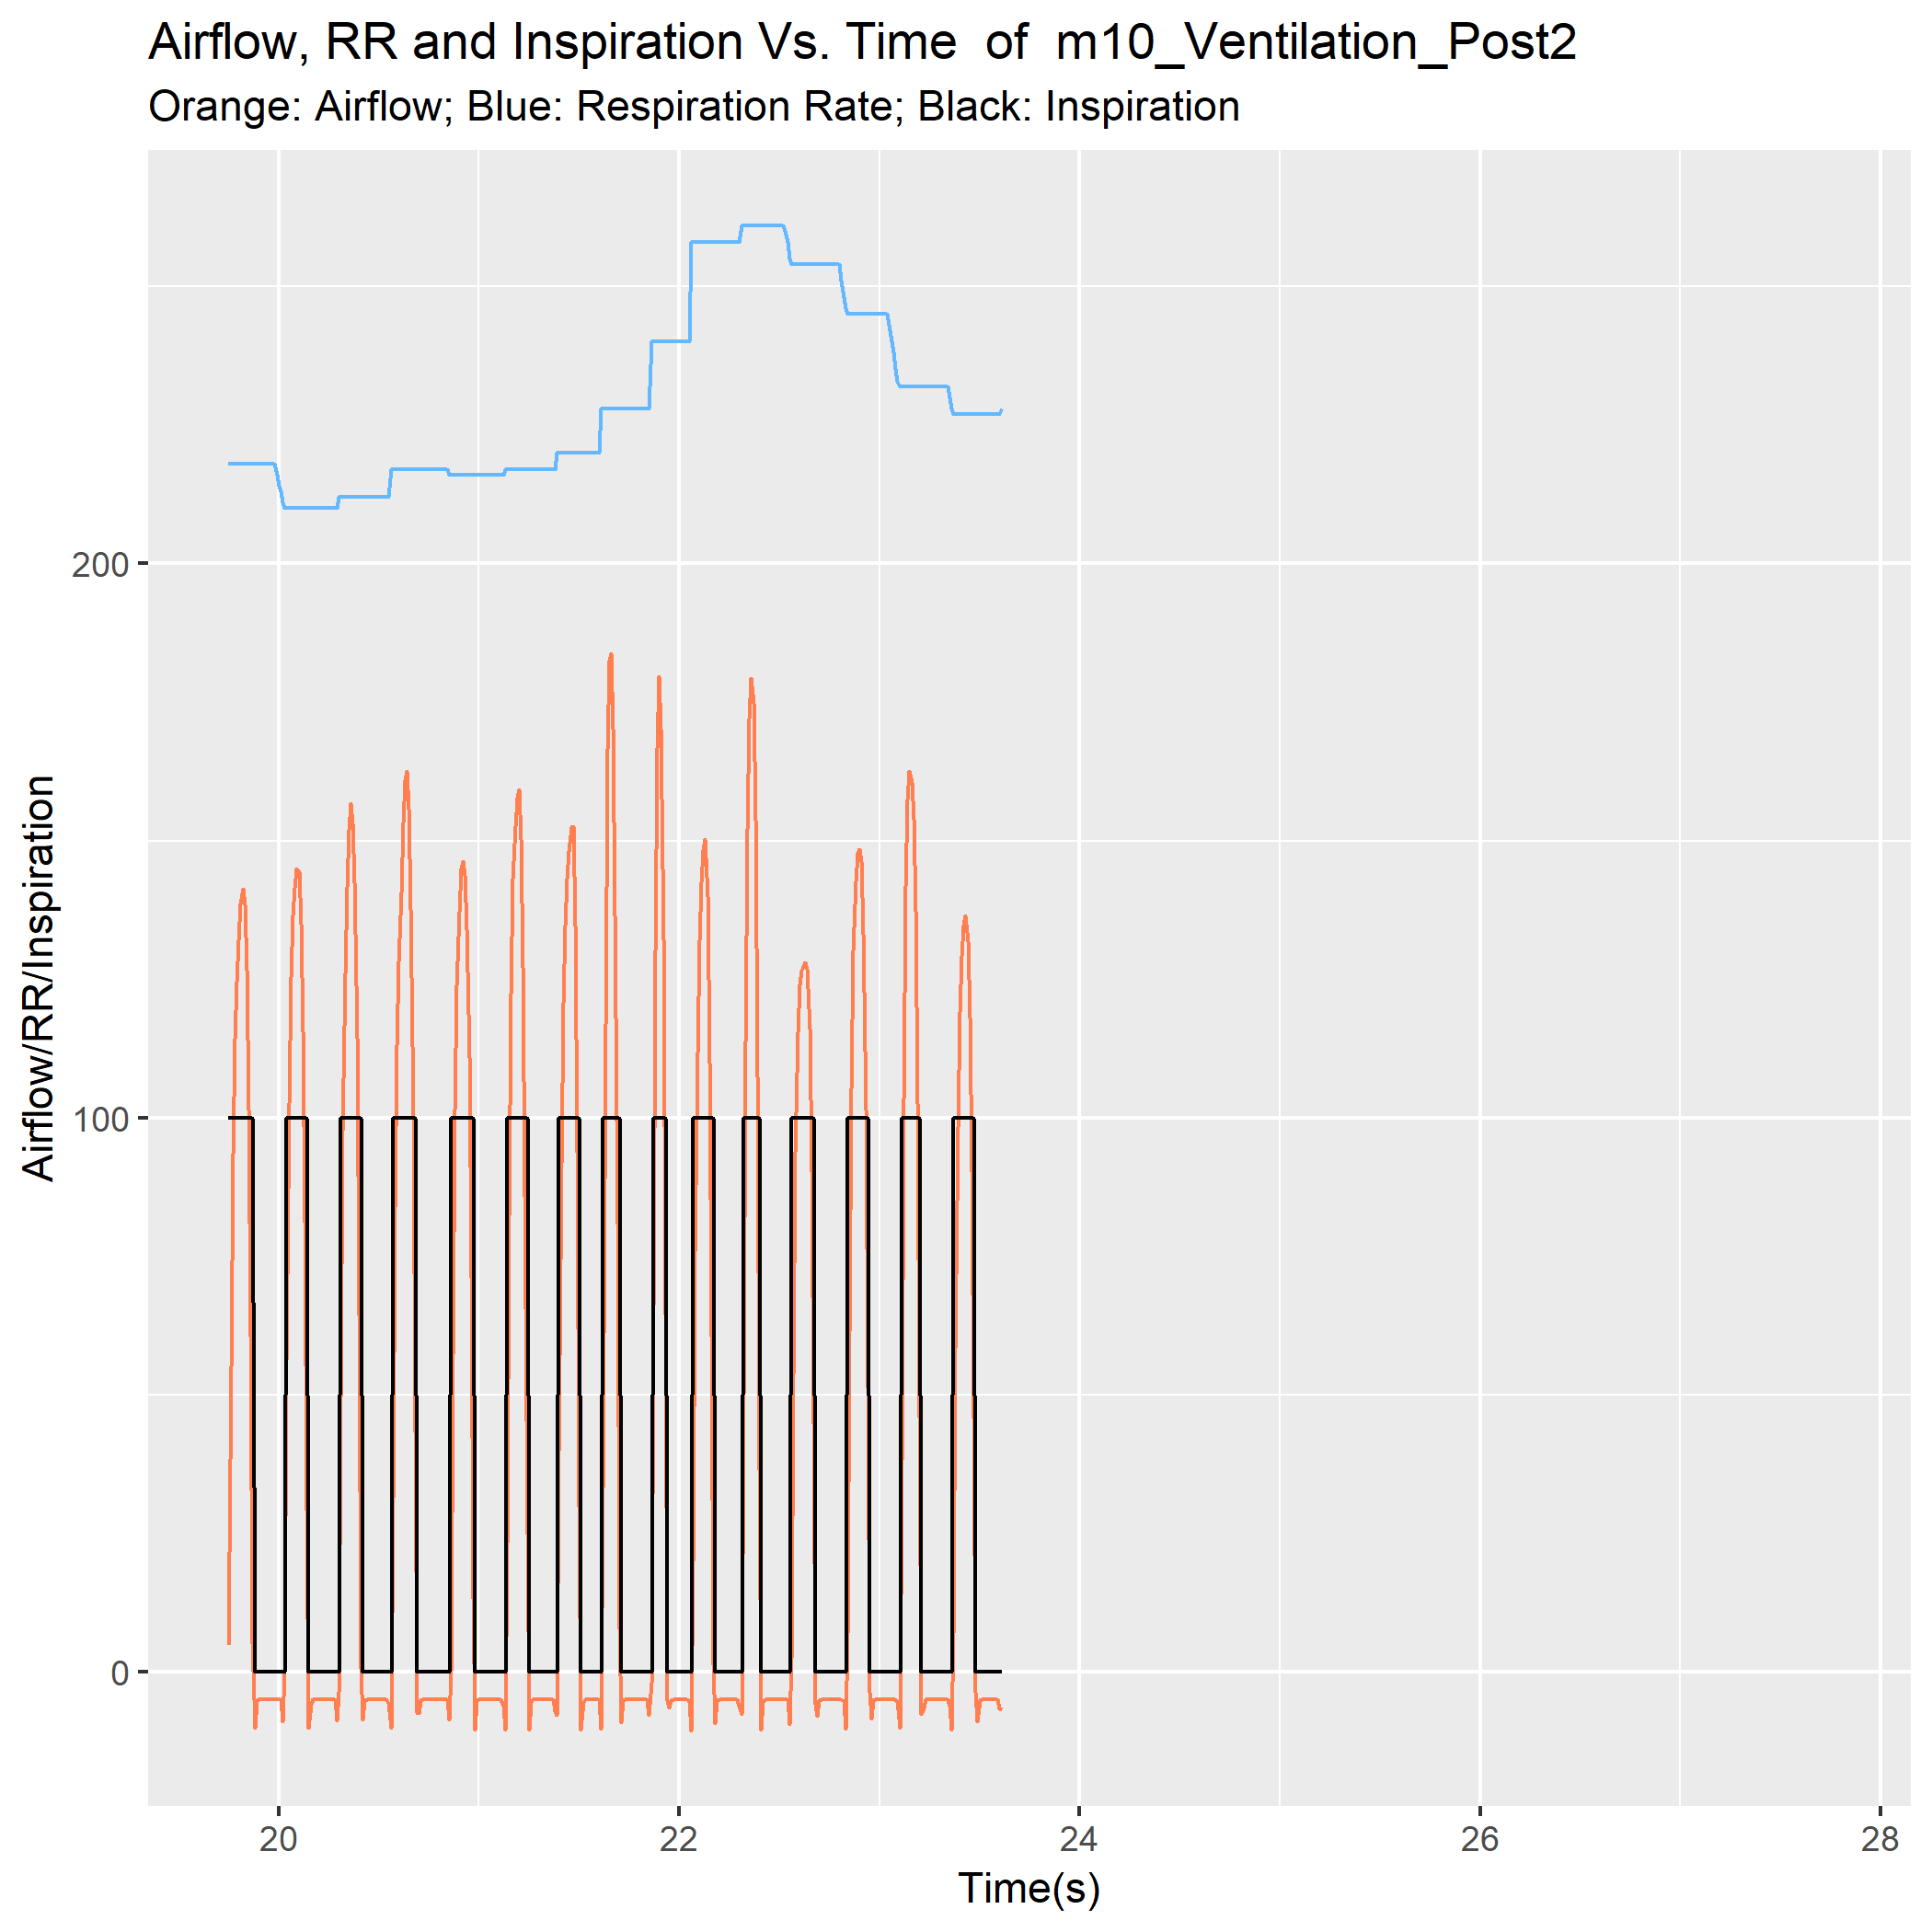 Airflow, RR and Inspiration Vs. Time  of  m10_Ventilation_Post2
Orange: Airflow; Blue: Respiration Rate; Black: Inspiration
Airflow/RR/Inspiration
200
100
0
20
22
24
26
28
Time(s)